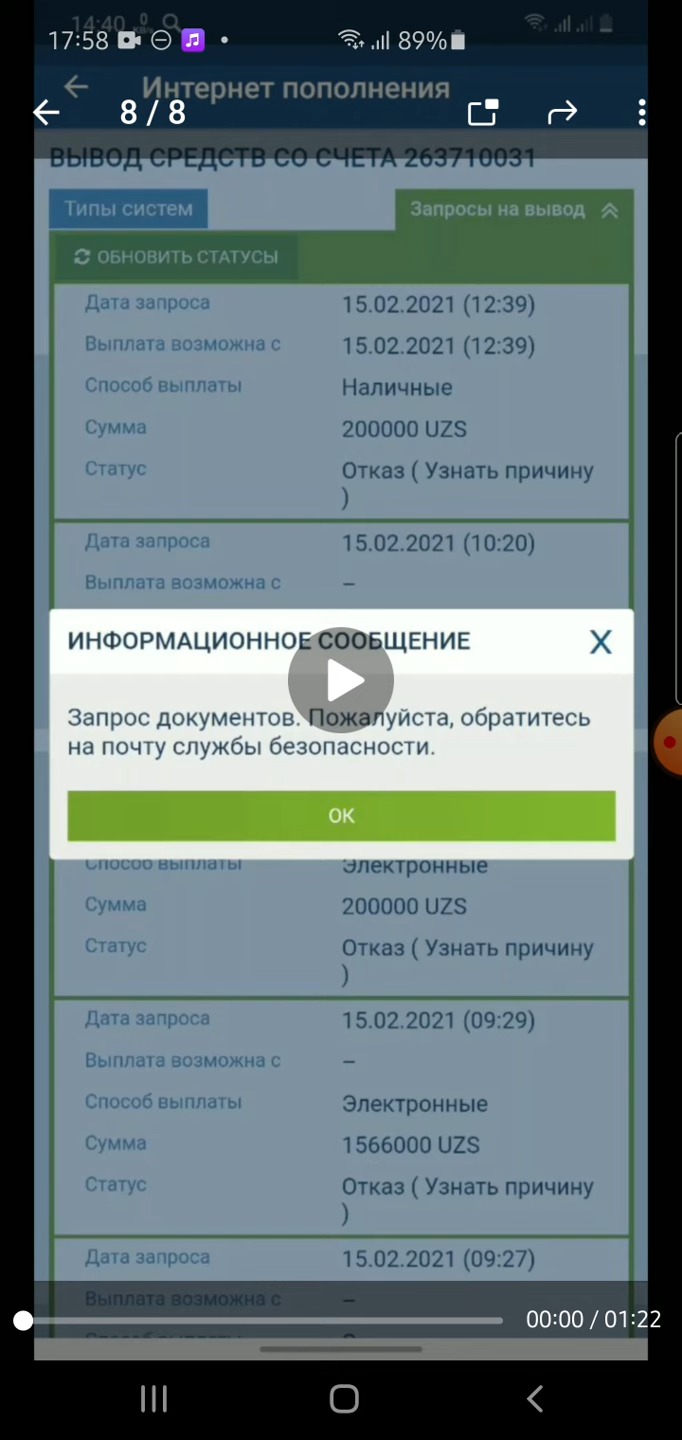 14:40 0
17:58 89%
Интернет пополнения
8 / 8
ВЫВОД СРЕДСТВ СО СЧЕТА 263710031
Типы систем Запросы на вывод
ОБНОВИТЬ СТАТУСЫ
Дата запроса 15.02.2021 (12:39)
Выплата возможна с 15.02.2021 (12:39)
Способ выплаты Наличные
Сумма 200000 UZS
Статус Отказ ( Узнать причину
)
Дата запроса 15.02.2021 (10:20)
Выплата возможна с –
ИНФОРМАЦИОННОЕ СООБЩЕНИЕ X
Запрос документов. Пожалуйста, обратитесь
на почту службы безопасности.
ОК
Способ выплаты Электронные
Сумма 200000 UZS
Статус Отказ ( Узнать причину
)
Дата запроса 15.02.2021 (09:29)
Выплата возможна с –
Способ выплаты Электронные
Сумма 1566000 UZS
Статус Отказ ( Узнать причину
)
Дата запроса 15.02.2021 (09:27)
Выплата возможна с –
00:00 / 01:22